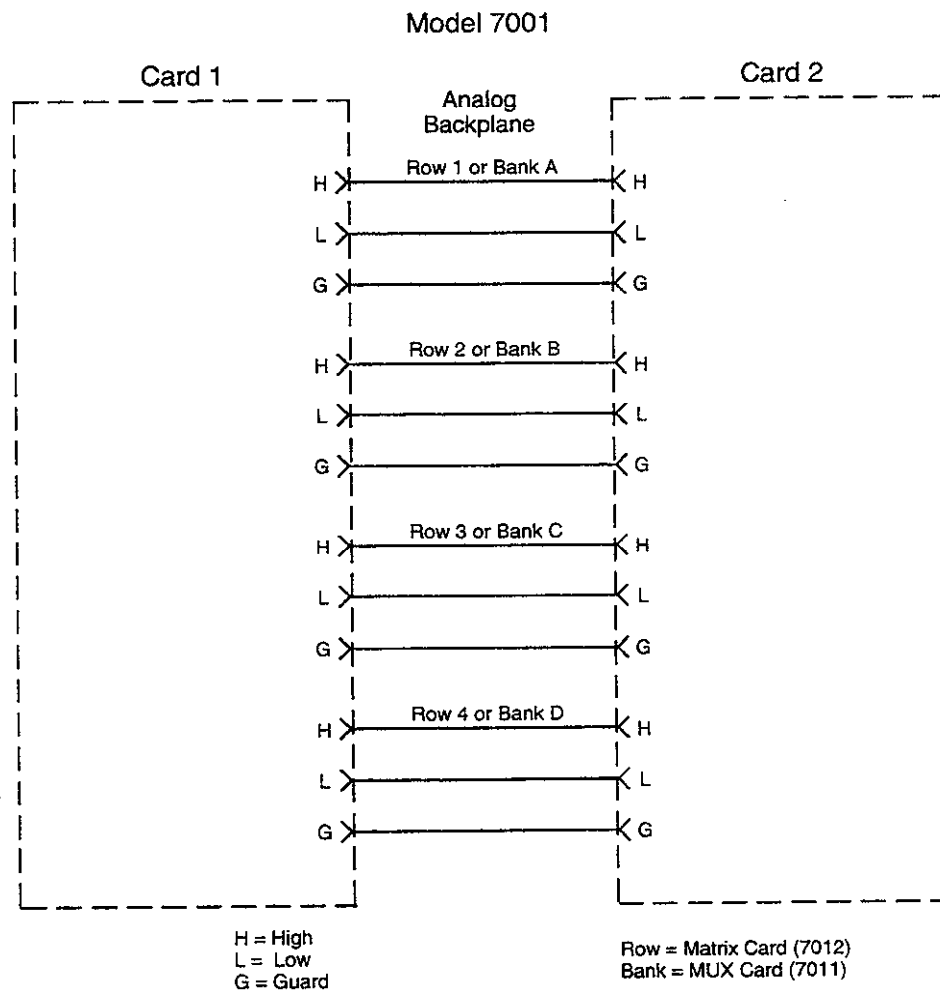 Model 7001
Card 1
Card 2
Analog
Backplane
Row 1 or Bank A
H H
L L
G G
Row 2 or Bank B
H H
L L
G G
Row 3 or Bank C
H H
L L
G G
Row 4 or Bank D
H H
L L
G G
H = High
L = Low
G = Guard
Row = Matrix Card (7012)
Bank = MUX Card (7011)